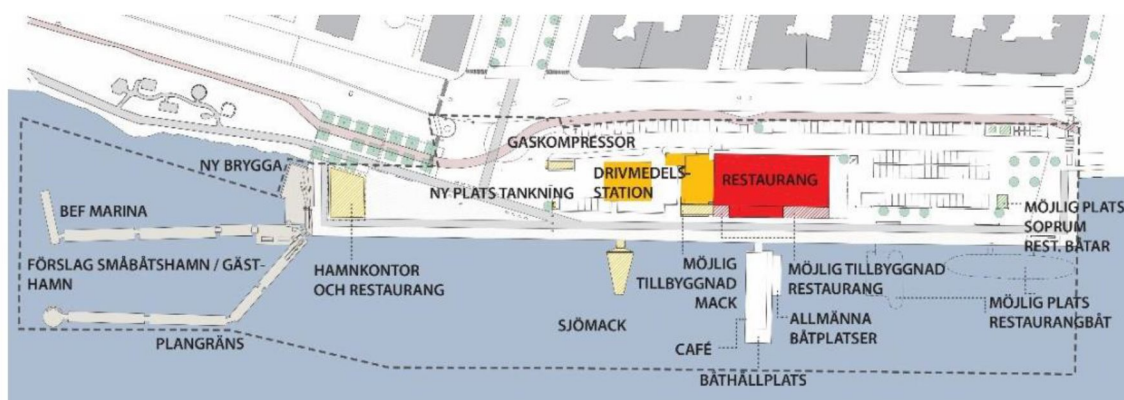 GASKOMPRESSOR
NY BRYGGA
NY PLATS TANKNING
DRIVMEDELS-
STATION
RESTAURANG
BEF MARINA
FÖRSLAG SMÅBÅTSHAMN / GÄST-
HAMN
HAMNKONTOR
OCH RESTAURANG
PLANGRÄNS
SJÖMACK
MÖJLIG
TILLBYGGNAD
MACK
MÖJLIG TILLBYGGNAD
RESTAURANG
ALLMÄNNA
BÅTPLATSER
CAFÉ
BÅTHÅLLPLATS
MÖJLIG PLATS
SOPRUM
REST. BÅTAR
MÖJLIG PLATS
RESTAURANGBÅT